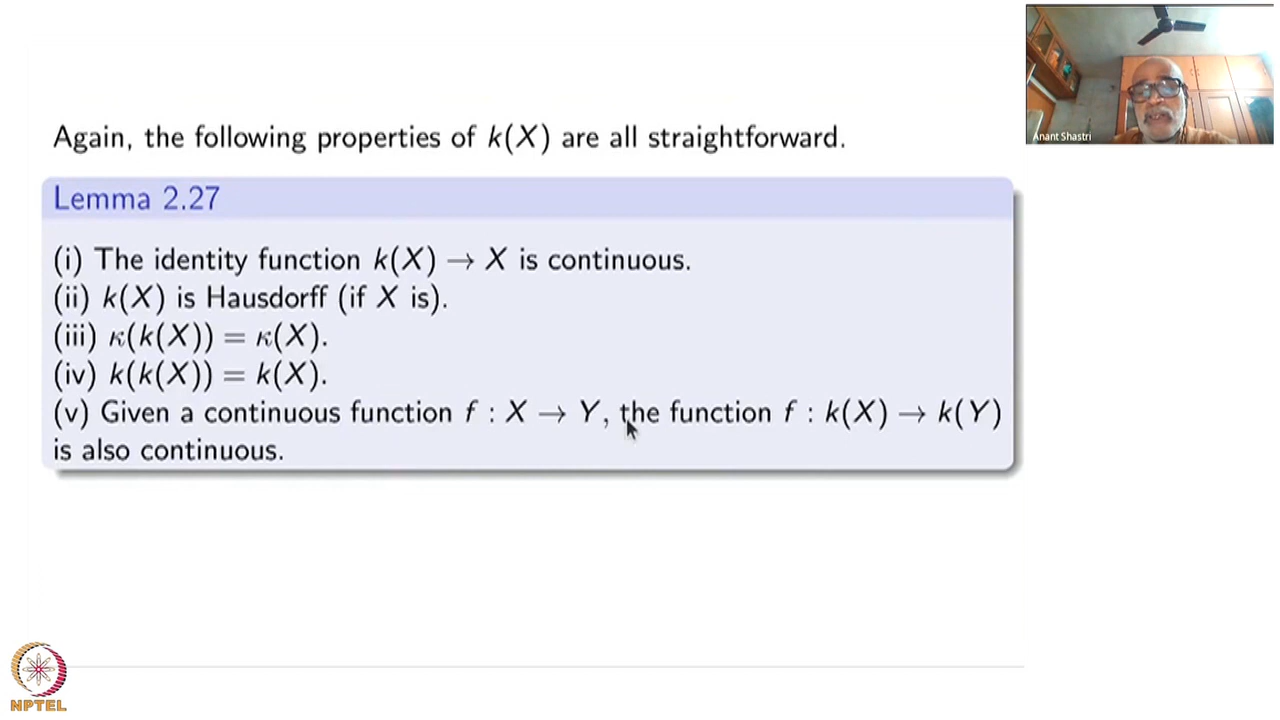 Again, the following properties of k(X) are all straightforward.
Lemma 2.27
(i) The identity function k(X) → X is continuous.
(ii) k(X) is Hausdorff (if X is).
(iii) κ(k(X)) = κ(X).
(iv) k(k(X)) = k(X).
(v) Given a continuous function f : X → Y, the function f : k(X) → k(Y)
is also continuous.
Anant Shastri
NPTEL